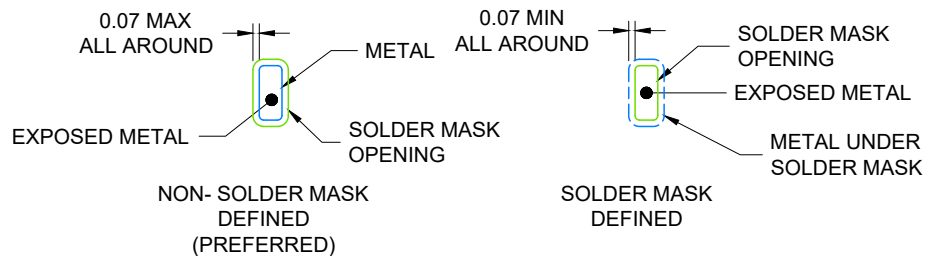 0.07 MAX
ALL AROUND
METAL
EXPOSED METAL
SOLDER MASK
OPENING
NON- SOLDER MASK
DEFINED
(PREFERRED)
0.07 MIN
ALL AROUND
SOLDER MASK
OPENING
EXPOSED METAL
METAL UNDER
SOLDER MASK
SOLDER MASK
DEFINED